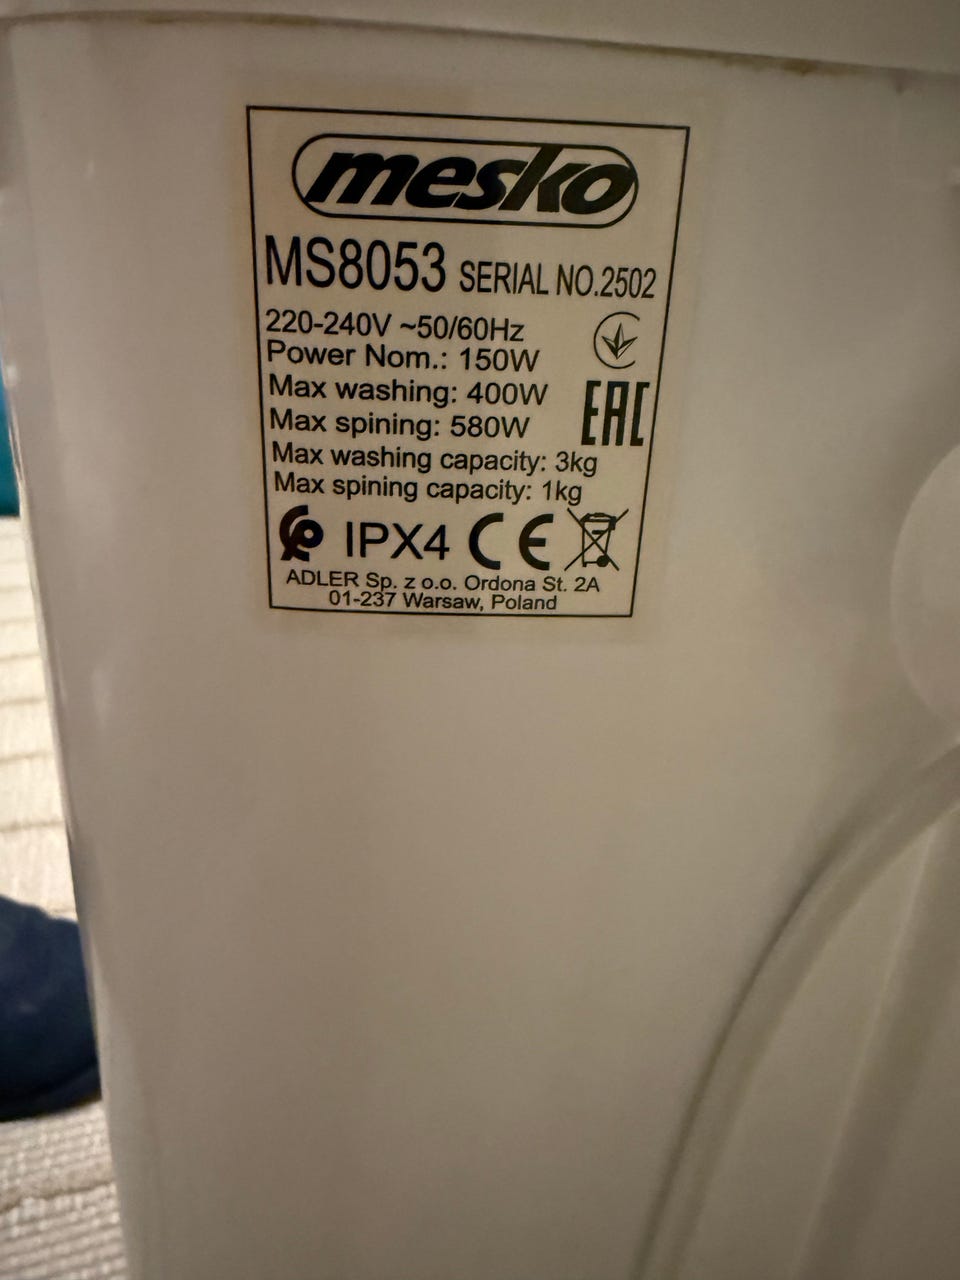 mesko
MS8053 SERIAL NO.2502
220-240V ~50/60Hz
Power Nom.: 150W
Max washing: 400W
Max spining: 580W
EAC
Max washing capacity: 3kg
Max spining capacity: 1kg
IPX4 CE
ADLER Sp. z o.o. Ordona St. 2A
01-237 Warsaw, Poland